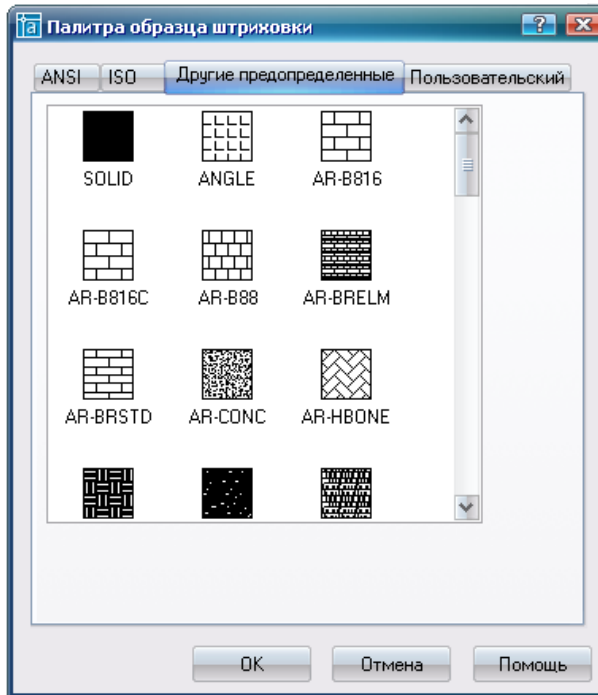 Палитра образца штриховки
ANSI ISO Другие предопределенные Пользовательский
SOLID ANGLE AR-B816
AR-B816C AR-B88 AR-BRELM
AR-BRSTD AR-CONC AR-HBONE
OK Отмена Помощь